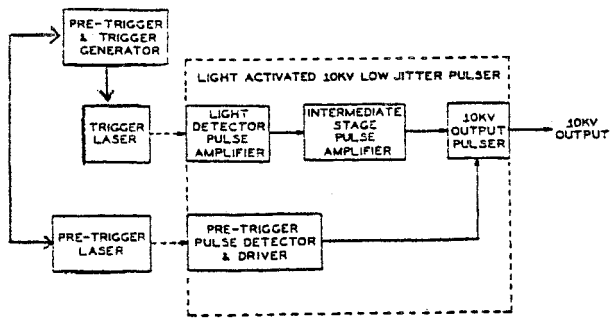 PRE-TRIGGER
& TRIGGER
GENERATOR
LIGHT ACTIVATED 10KV LOW JITTER PULSER
TRIGGER
LASER
LIGHT
DETECTOR
PULSE
AMPLIFIER
INTERMEDIATE
STAGE
PULSE
AMPLIFIER
10KV
OUTPUT
PULSER
10KV
OUTPUT
PRE-TRIGGER
LASER
PRE-TRIGGER
PULSE DETECTOR
& DRIVER